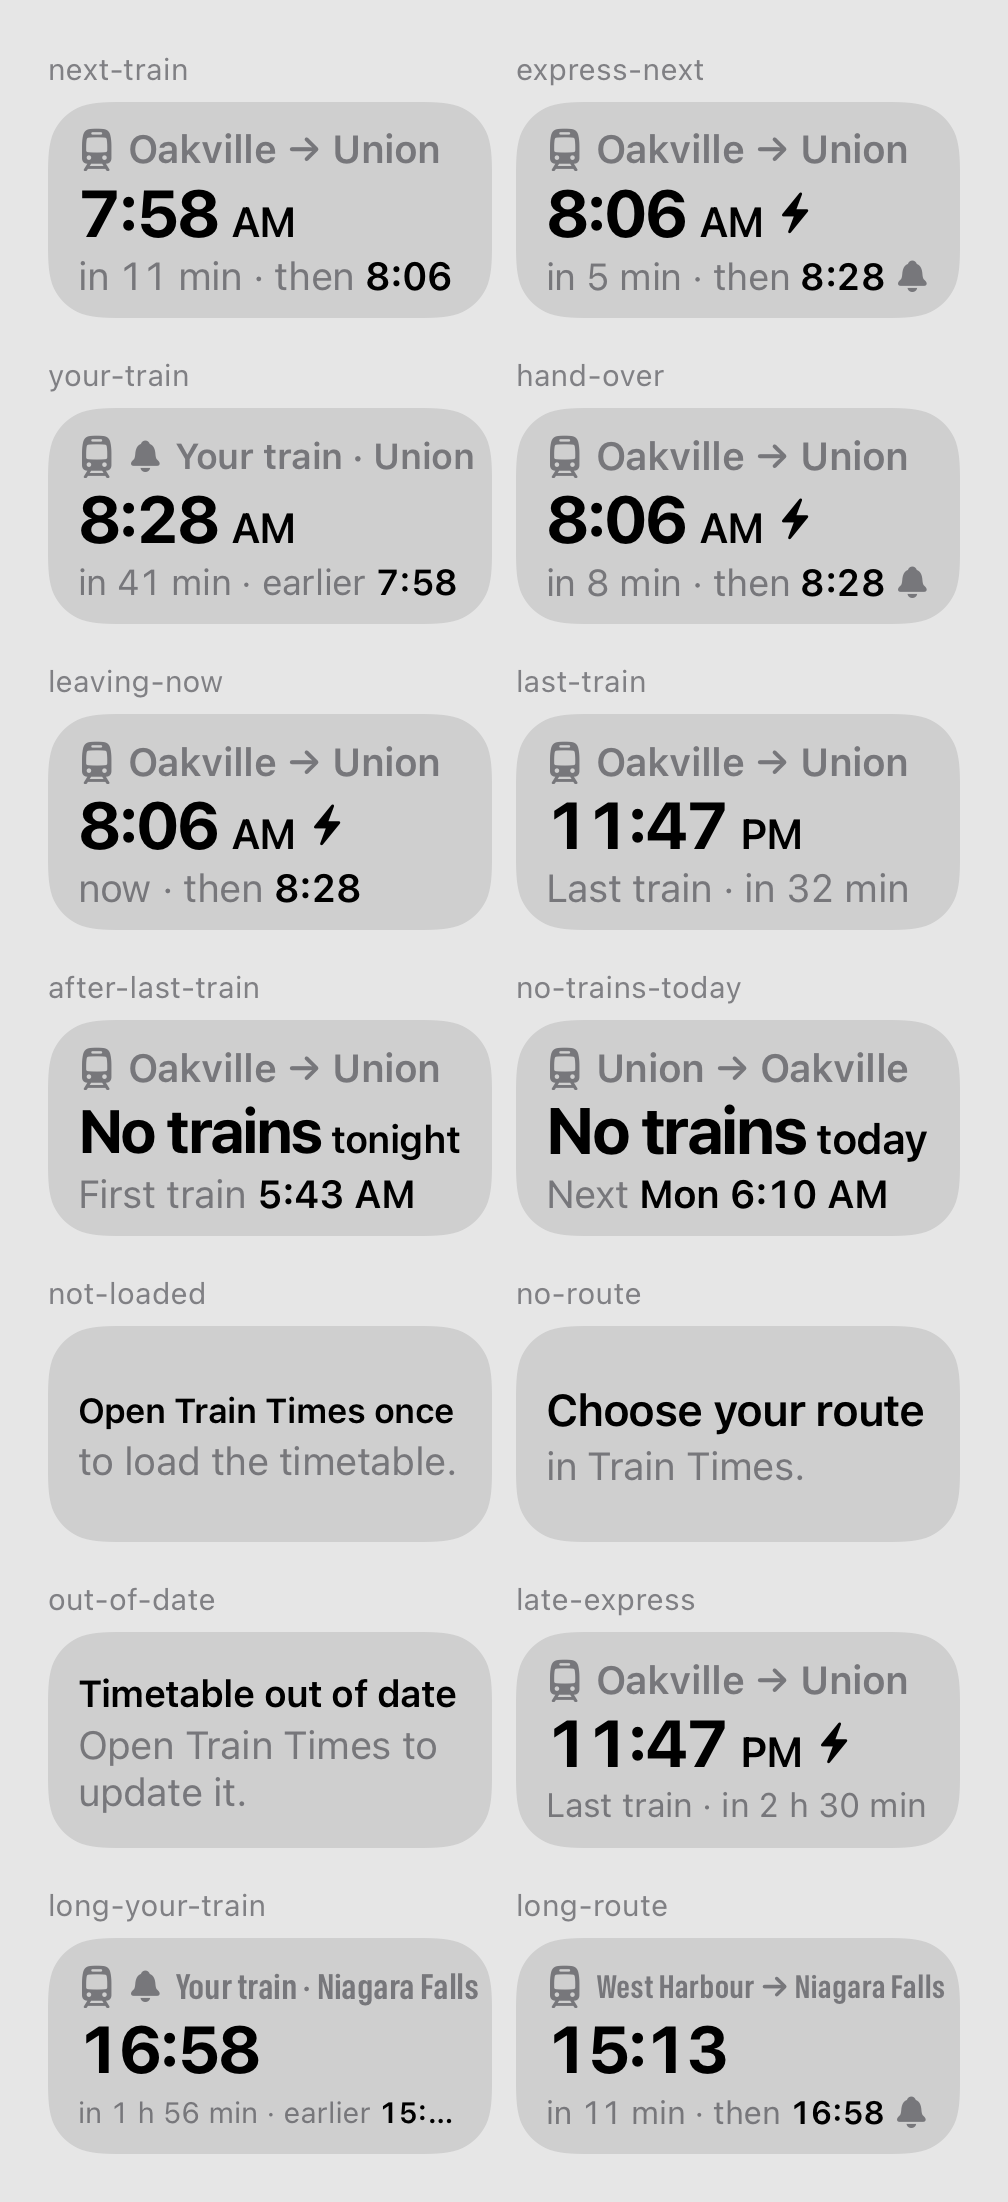 next-train
Oakville → Union
7:58 AM
in 11 min · then 8:06
express-next
Oakville → Union
8:06 AM
in 5 min · then 8:28
your-train
Your train · Union
8:28 AM
in 41 min · earlier 7:58
hand-over
Oakville → Union
8:06 AM
in 8 min · then 8:28
leaving-now
Oakville → Union
8:06 AM
now · then 8:28
last-train
Oakville → Union
11:47 PM
Last train · in 32 min
after-last-train
Oakville → Union
No trains tonight
First train 5:43 AM
no-trains-today
Union → Oakville
No trains today
Next Mon 6:10 AM
not-loaded
Open Train Times once
to load the timetable.
no-route
Choose your route
in Train Times.
out-of-date
Timetable out of date
Open Train Times to
update it.
late-express
Oakville → Union
11:47 PM
Last train · in 2 h 30 min
long-your-train
Your train · Niagara Falls
16:58
in 1 h 56 min · earlier 15:…
long-route
West Harbour → Niagara Falls
15:13
in 11 min · then 16:58